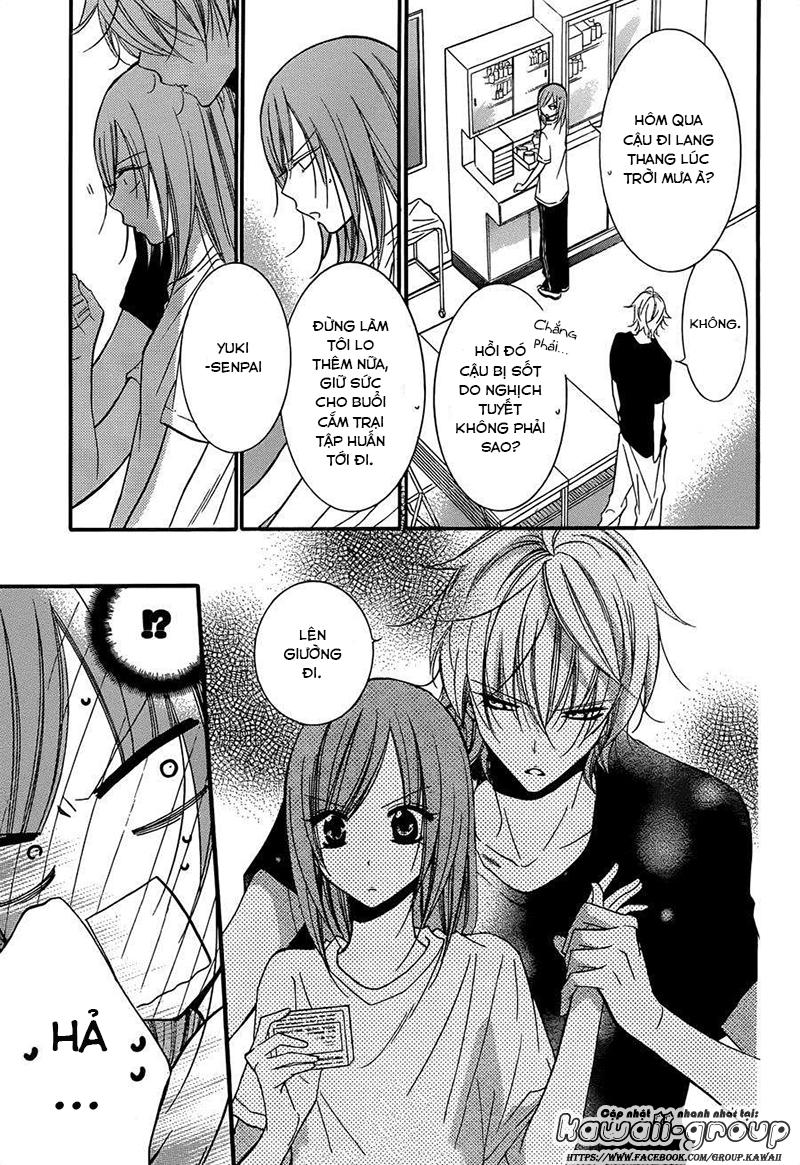 HÔM QUA
CẬU ĐI LANG
THANG LÚC
TRỜI MƯA À?
KHÔNG.
Chẳng
Phải...
HỒI ĐÓ
CẬU BỊ SỐT
DO NGHỊCH
TUYẾT
KHÔNG PHẢI
SAO?
ĐỪNG LÀM
TÔI LO
THÊM NỮA,
GIỮ SỨC
CHO BUỔI
CẮM TRẠI
TẬP HUẤN
TỚI ĐI.
YUKI
-SENPAI
LÊN
GIƯỜNG
ĐI.
!?
HẢ
...
Cập nhật nhanh nhất tại:
kawaii-group
HTTPS://WWW.FACEBOOK.COM/GROUP.KAWAII